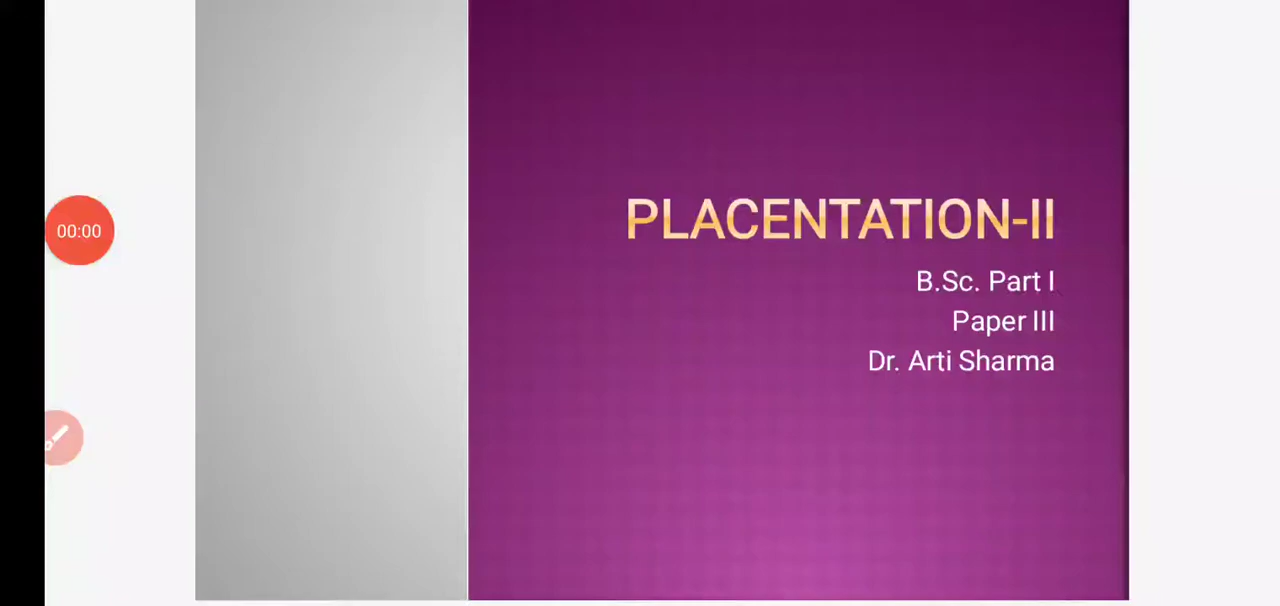 00:00
PLACENTATION-II
B.Sc. Part I
Paper III
Dr. Arti Sharma